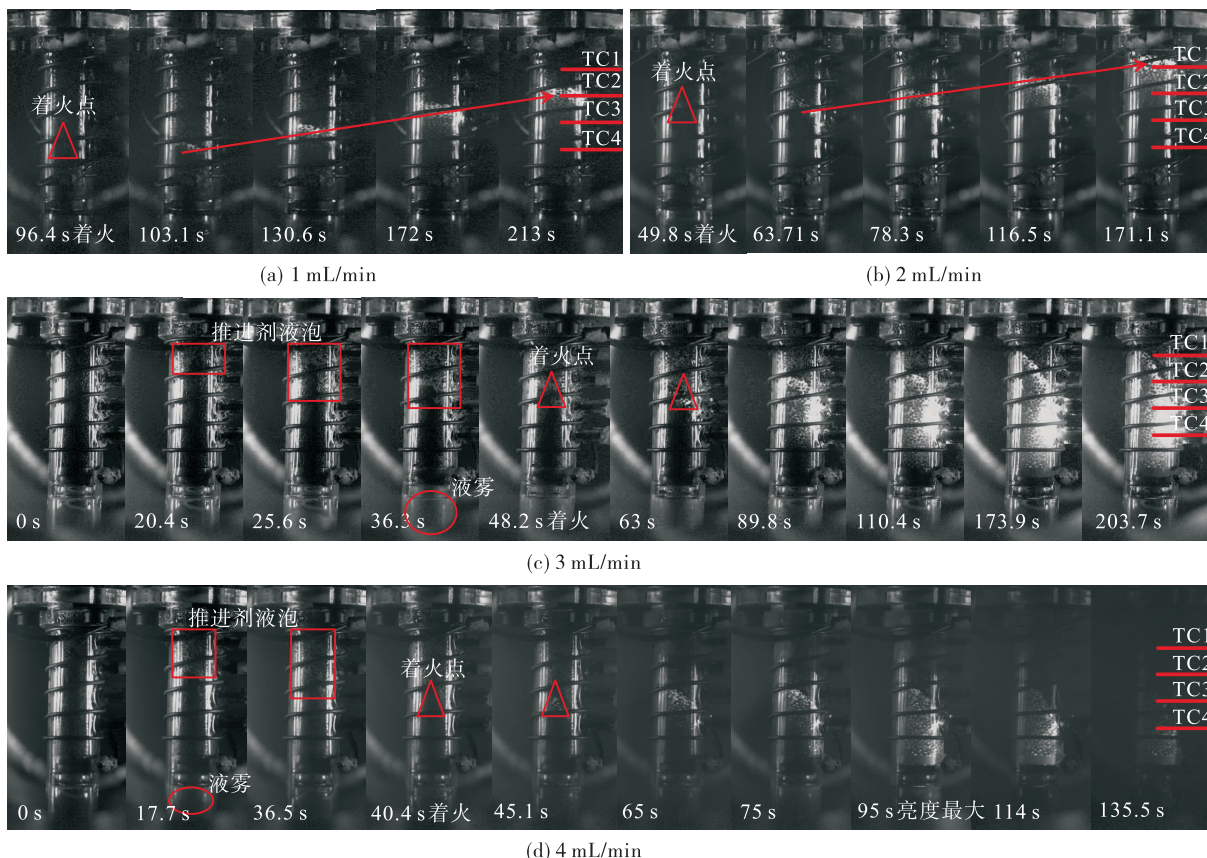 着火点
TC1
TC2
TC3
TC4
96.4 s着火
103.1 s
130.6 s
172 s
213 s
(a) 1 mL/min
着火点
TC1
TC2
TC3
TC4
49.8 s着火
63.71 s
78.3 s
116.5 s
171.1 s
(b) 2 mL/min
推进剂液泡
着火点
液雾
TC1
TC2
TC3
TC4
0 s
20.4 s
25.6 s
36.3 s
48.2 s着火
63 s
89.8 s
110.4 s
173.9 s
203.7 s
(c) 3 mL/min
推进剂液泡
着火点
液雾
TC1
TC2
TC3
TC4
0 s
17.7 s
36.5 s
40.4 s着火
45.1 s
65 s
75 s
95 s亮度最大
114 s
135.5 s
(d) 4 mL/min